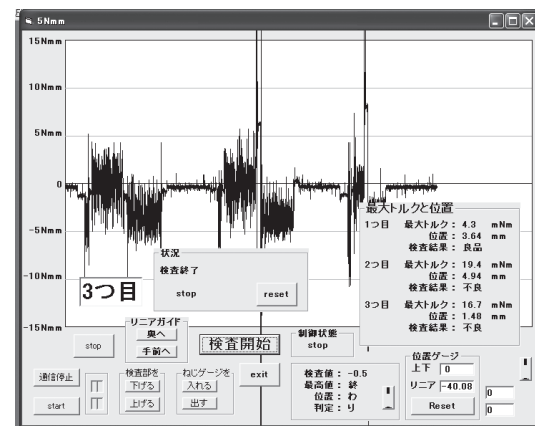 5Nmm
15Nmm
10Nmm
5Nmm
0
-5Nmm
-10Nmm
-15Nmm
最大トルクと位置
1つ目 最大トルク： 4.3 mNm
位置： 3.64 mm
検査結果： 良品
2つ目 最大トルク： 19.4 mNm
位置： 4.94 mm
検査結果： 不良
3つ目 最大トルク： 16.7 mNm
位置： 1.48 mm
検査結果： 不良
3つ目
状況
検査終了
stop reset
stop
リニアガイド
奥へ
手前へ
検査開始
制御状態
stop
通信停止
start
検査部を
下げる
上げる
ねじゲージを
入れる
出す
exit
検査値： -0.5
最高値： 終
位置： わ
判定： り
位置ゲージ
上下 0
リニア -40.08
Reset
0
0